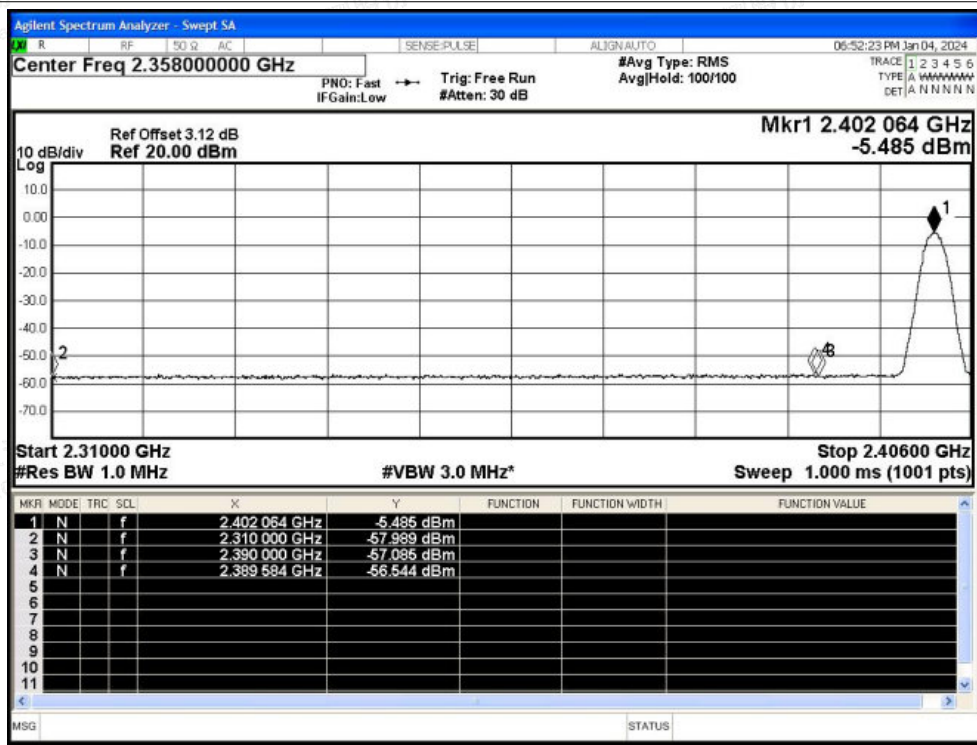 Agilent Spectrum Analyzer - Swept SA
LXI R RF 50 Ω AC SENSE:PULSE ALIGNAUTO 06:52:23 PM Jan 04, 2024
Center Freq 2.358000000 GHz
PNO: Fast
IFGain:Low
Trig: Free Run
#Atten: 30 dB
#Avg Type: RMS
Avg|Hold: 100/100
TRACE 1 2 3 4 5 6
TYPE A WWWWW
DET A N N N N N
Ref Offset 3.12 dB
10 dB/div Ref 20.00 dBm
Log
Mkr1 2.402 064 GHz
-5.485 dBm
10.0
0.00
-10.0
-20.0
-30.0
-40.0
-50.0
-60.0
-70.0
1
2
4 3
Start 2.31000 GHz Stop 2.40600 GHz
#Res BW 1.0 MHz #VBW 3.0 MHz* Sweep 1.000 ms (1001 pts)
MKR MODE TRC SCL X Y FUNCTION FUNCTION WIDTH FUNCTION VALUE
1 N f 2.402 064 GHz -5.485 dBm
2 N f 2.310 000 GHz -57.989 dBm
3 N f 2.390 000 GHz -57.085 dBm
4 N f 2.389 584 GHz -56.544 dBm
5
6
7
8
9
10
11
MSG STATUS